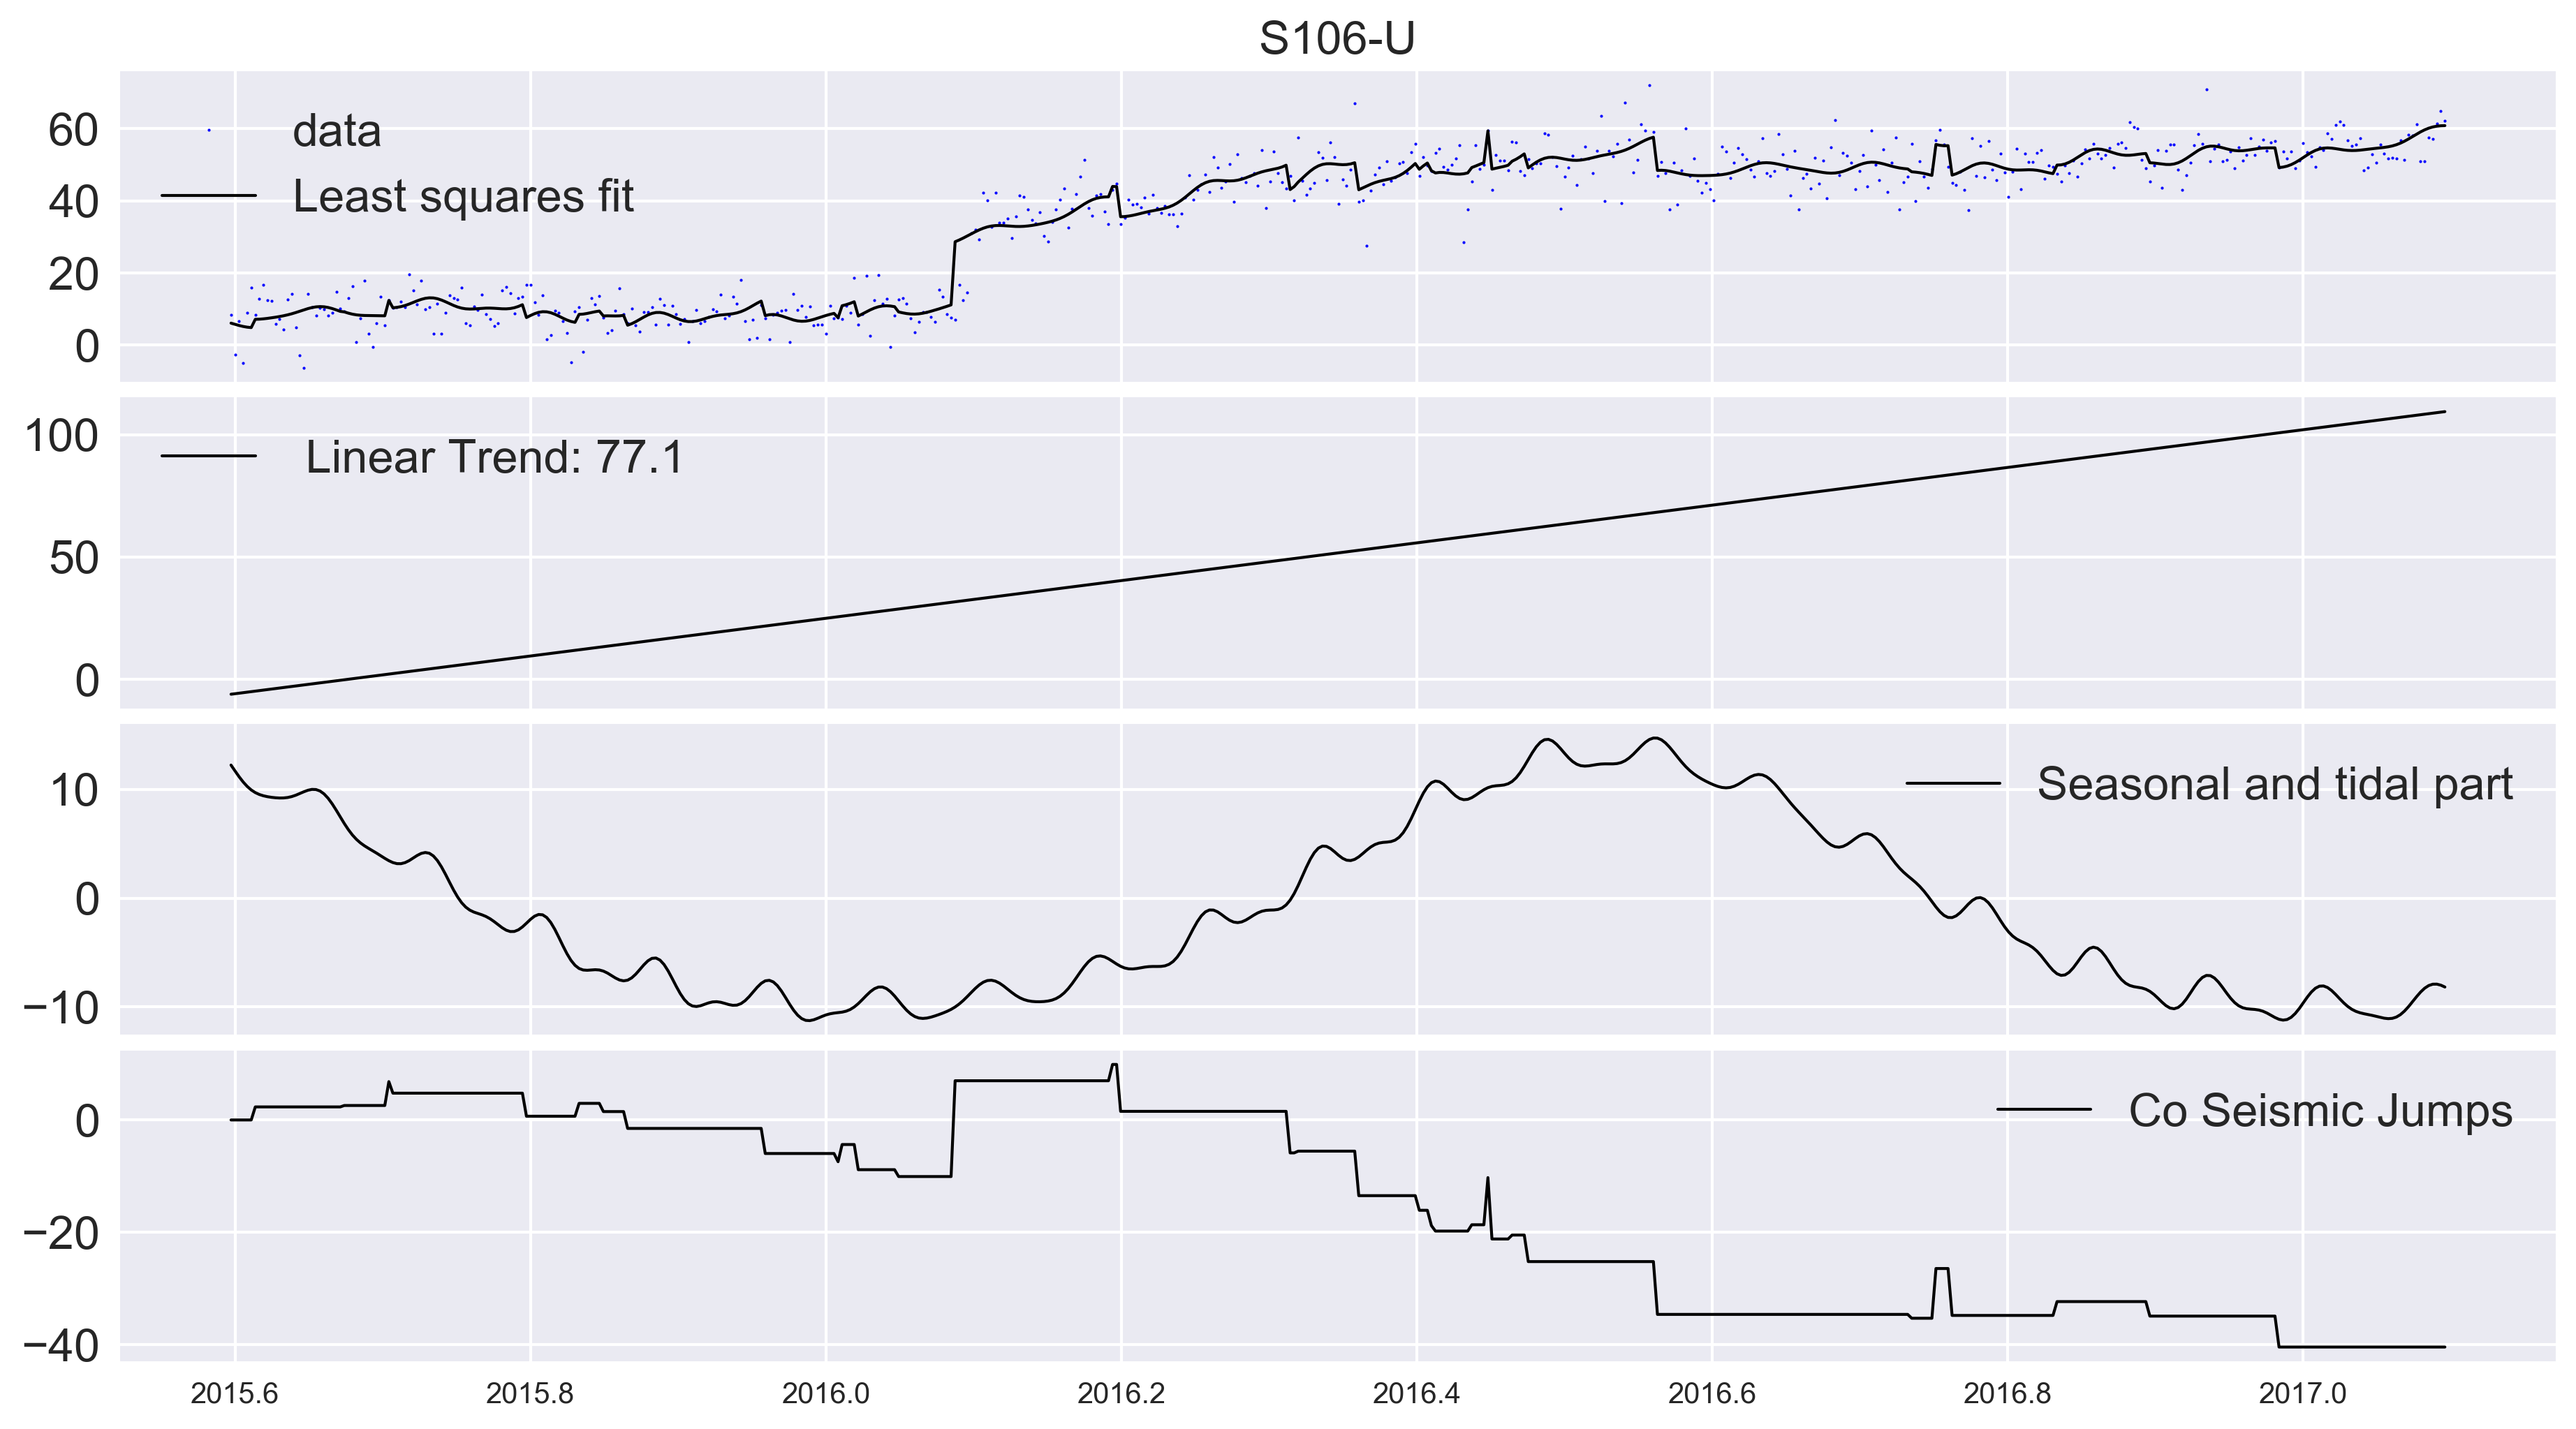 S106-U
60
40
20
0
data
Least squares fit
100
50
0
Linear Trend: 77.1
10
0
−10
Seasonal and tidal part
0
−20
−40
Co Seismic Jumps
2015.6 2015.8 2016.0 2016.2 2016.4 2016.6 2016.8 2017.0